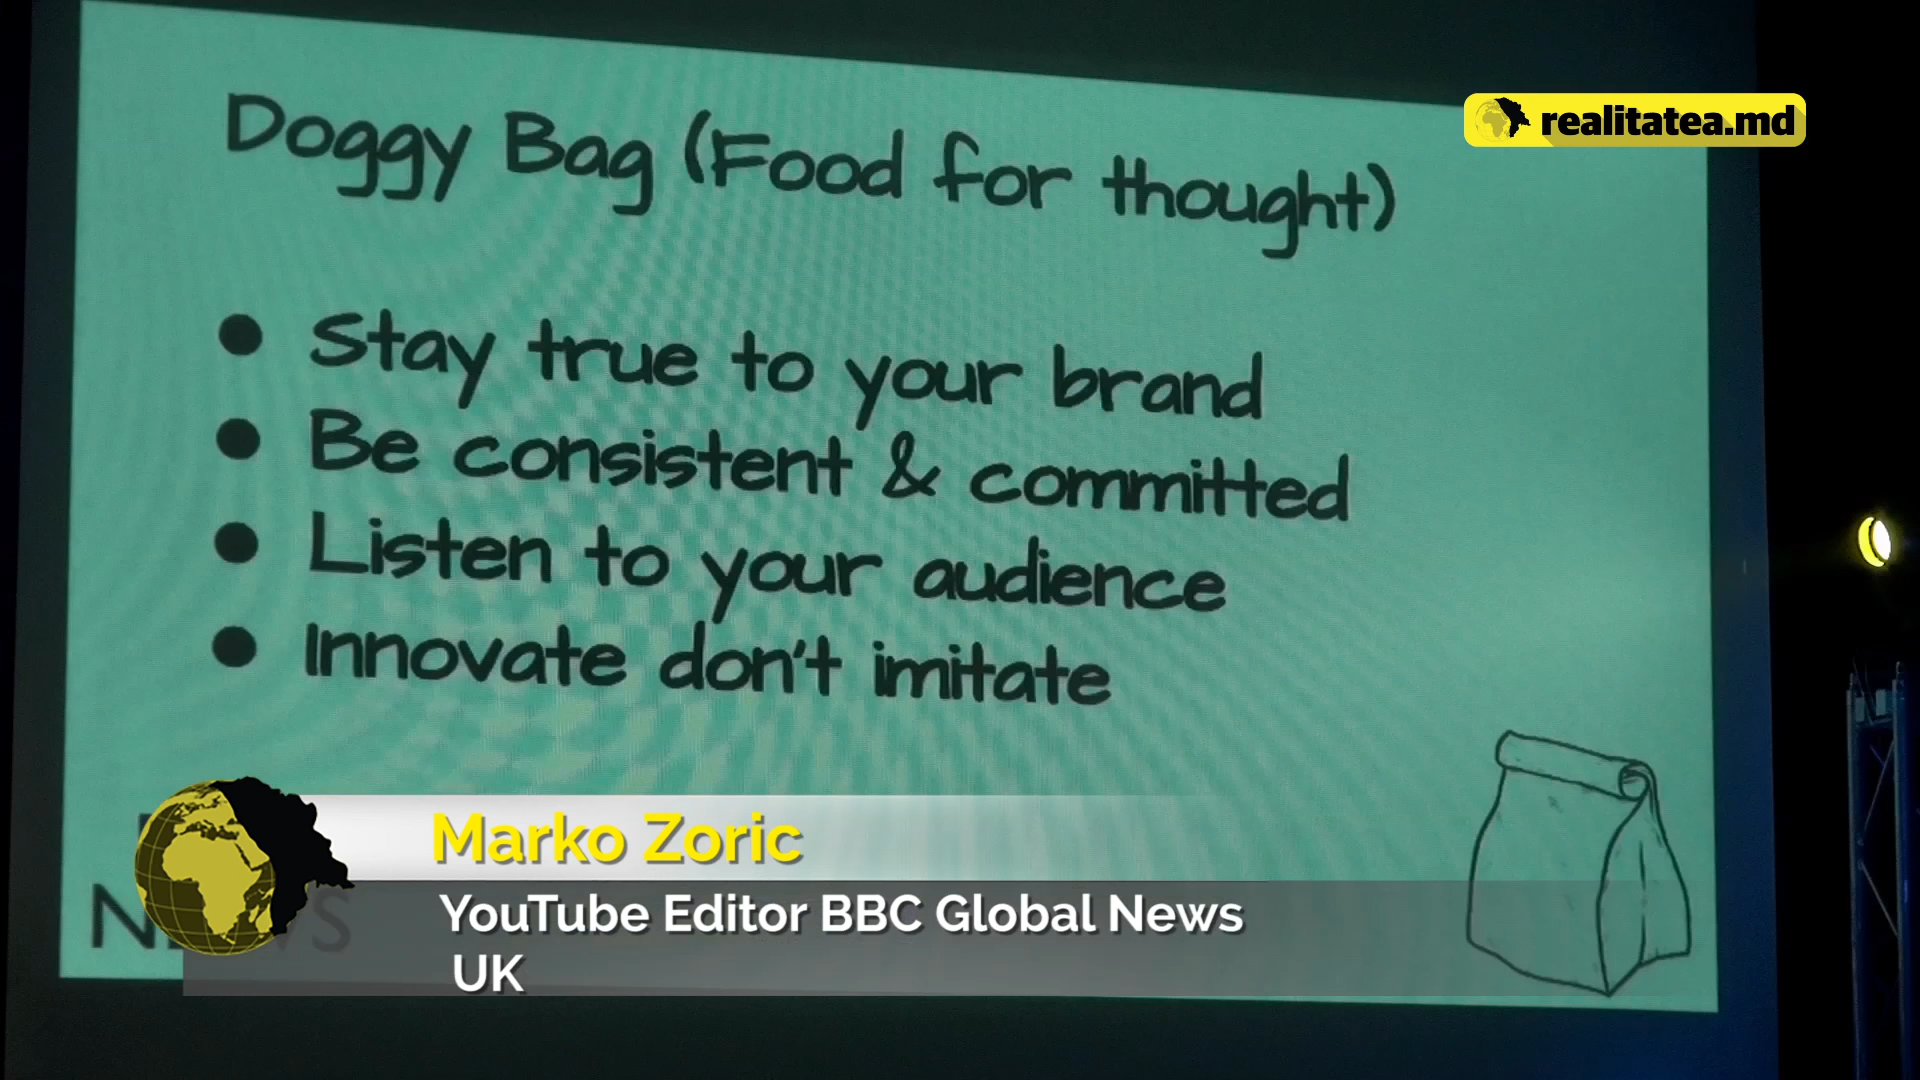 realitatea.md
Doggy Bag (Food for thought)
• Stay true to your brand
• Be consistent & committed
• Listen to your audience
• Innovate don't imitate
Marko Zoric
YouTube Editor BBC Global News
UK
NEWS